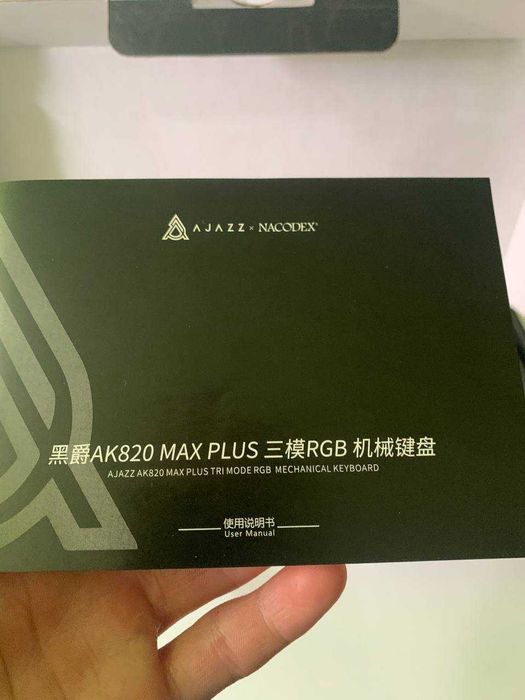 AJAZZ × NACODEX®
黑爵AK820 MAX PLUS 三模RGB 机械键盘
AJAZZ AK820 MAX PLUS TRI MODE RGB MECHANICAL KEYBOARD
使用说明书
User Manual